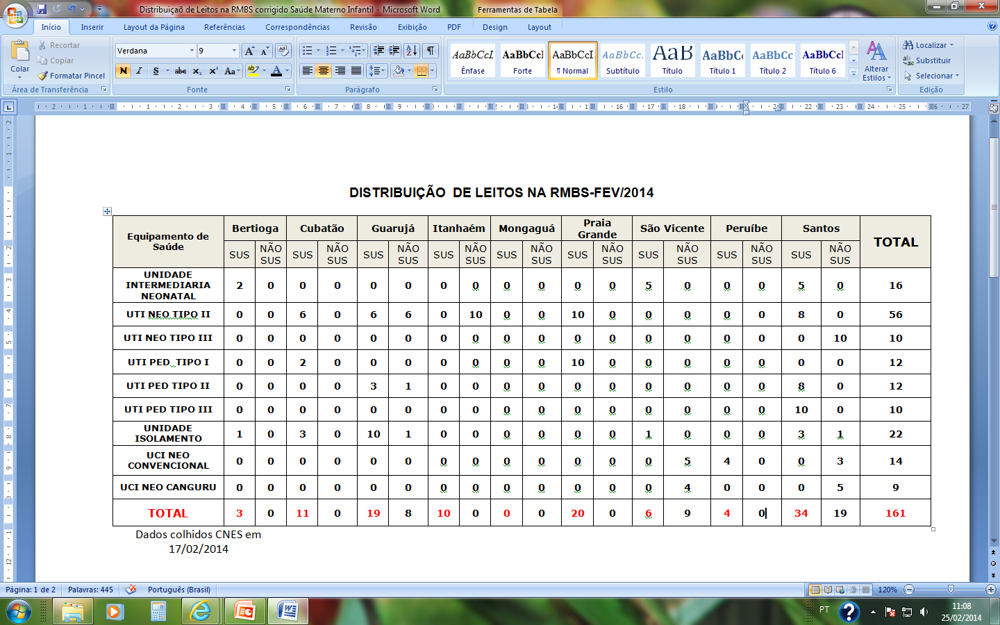 Distribuiçaõ de Leitos na RMBS corrigido Saúde Materno Infantil - Microsoft Word
Ferramentas de Tabela
Início Inserir Layout da Página Referências Correspondências Revisão Exibição PDF Design Layout
Colar
Recortar
Copiar
Formatar Pincel
Área de Transferência
Verdana 9
N I S abc x₂ x² Aa
Fonte
Parágrafo
AaBbCcL AaBbCcI AaBbCcI AaBbCcI AaB AaBbCc AaBbCc AaBbCcI
Ênfase Forte ¶ Normal Subtítulo Título Título 1 Título 2 Título 6
Alterar Estilos
Estilo
Localizar
Substituir
Selecionar
Edição
DISTRIBUIÇÃO DE LEITOS NA RMBS-FEV/2014
Equipamento de Saúde Bertioga Cubatão Guarujá Itanhaém Mongaguá Praia Grande São Vicente Peruíbe Santos TOTAL
SUS NÃO SUS SUS NÃO SUS SUS NÃO SUS SUS NÃO SUS SUS NÃO SUS SUS NÃO SUS SUS NÃO SUS SUS NÃO SUS SUS NÃO SUS
UNIDADE INTERMEDIARIA NEONATAL 2 0 0 0 0 0 0 0 0 0 0 0 5 0 0 0 5 0 16
UTI NEO TIPO II 0 0 6 0 6 6 0 10 0 0 10 0 0 0 0 0 8 0 56
UTI NEO TIPO III 0 0 0 0 0 0 0 0 0 0 0 0 0 0 0 0 0 10 10
UTI PED TIPO I 0 0 2 0 0 0 0 0 0 0 10 0 0 0 0 0 0 0 12
UTI PED TIPO II 0 0 0 0 3 1 0 0 0 0 0 0 0 0 0 0 8 0 12
UTI PED TIPO III 0 0 0 0 0 0 0 0 0 0 0 0 0 0 0 0 10 0 10
UNIDADE ISOLAMENTO 1 0 3 0 10 1 0 0 0 0 0 0 1 0 0 0 3 1 22
UCI NEO CONVENCIONAL 0 0 0 0 0 0 0 0 0 0 0 0 0 5 4 0 0 3 14
UCI NEO CANGURU 0 0 0 0 0 0 0 0 0 0 0 0 0 4 0 0 0 5 9
TOTAL 3 0 11 0 19 8 10 0 0 0 20 0 6 9 4 0 34 19 161
Dados colhidos CNES em
17/02/2014
Página: 1 de 2 Palavras: 445 Português (Brasil) 120%
PT
11:08
25/02/2014